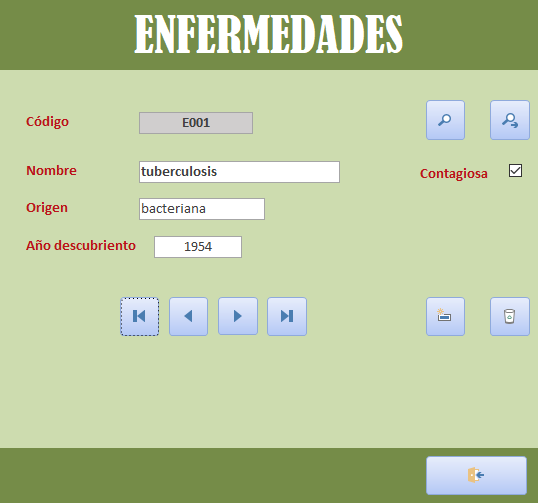 ENFERMEDADES
Código E001
Nombre tuberculosis Contagiosa
Origen bacteriana
Año descubriento 1954